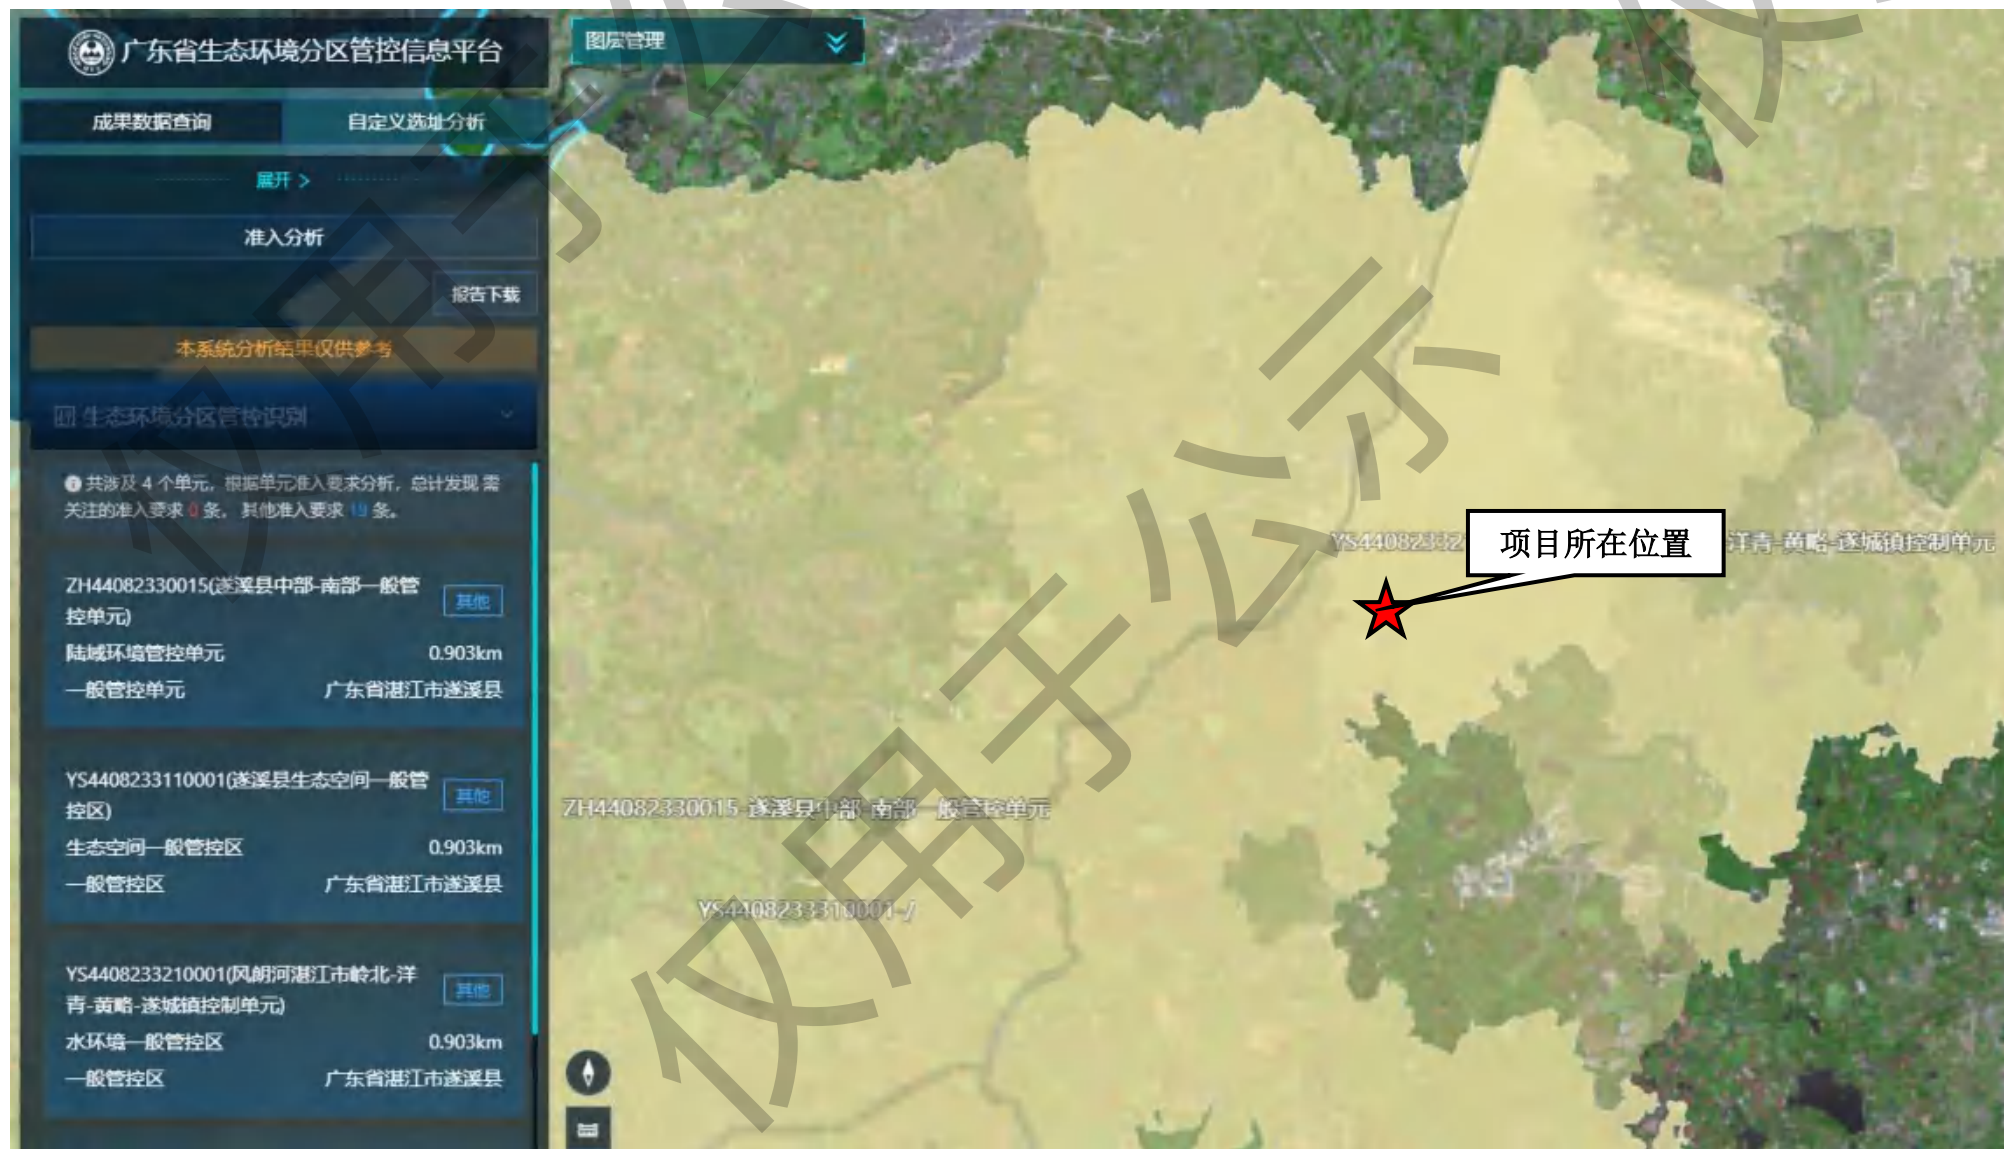 广东省生态环境分区管控信息平台
成果数据查询
自定义选址分析
展开 >
准入分析
报告下载
本系统分析结果仅供参考
生态环境分区管控识别
共涉及 4 个单元，根据单元准入要求分析，总计发现 需
关注的准入要求 0 条， 其他准入要求 19 条。
ZH44082330015(遂溪县中部-南部一般管
控单元)
其他
陆域环境管控单元
0.903km
一般管控单元
广东省湛江市遂溪县
YS4408233110001(遂溪县生态空间一般管
控区)
其他
生态空间一般管控区
0.903km
一般管控区
广东省湛江市遂溪县
YS4408233210001(风朗河湛江市岭北-洋
青-黄略-遂城镇控制单元)
其他
水环境一般管控区
0.903km
一般管控区
广东省湛江市遂溪县
图层管理
YS44082332
项目所在位置
洋青-黄略-遂城镇控制单元
ZH44082330015-遂溪县中部-南部一般管控单元
YS4408233310001-/
仅用于公示